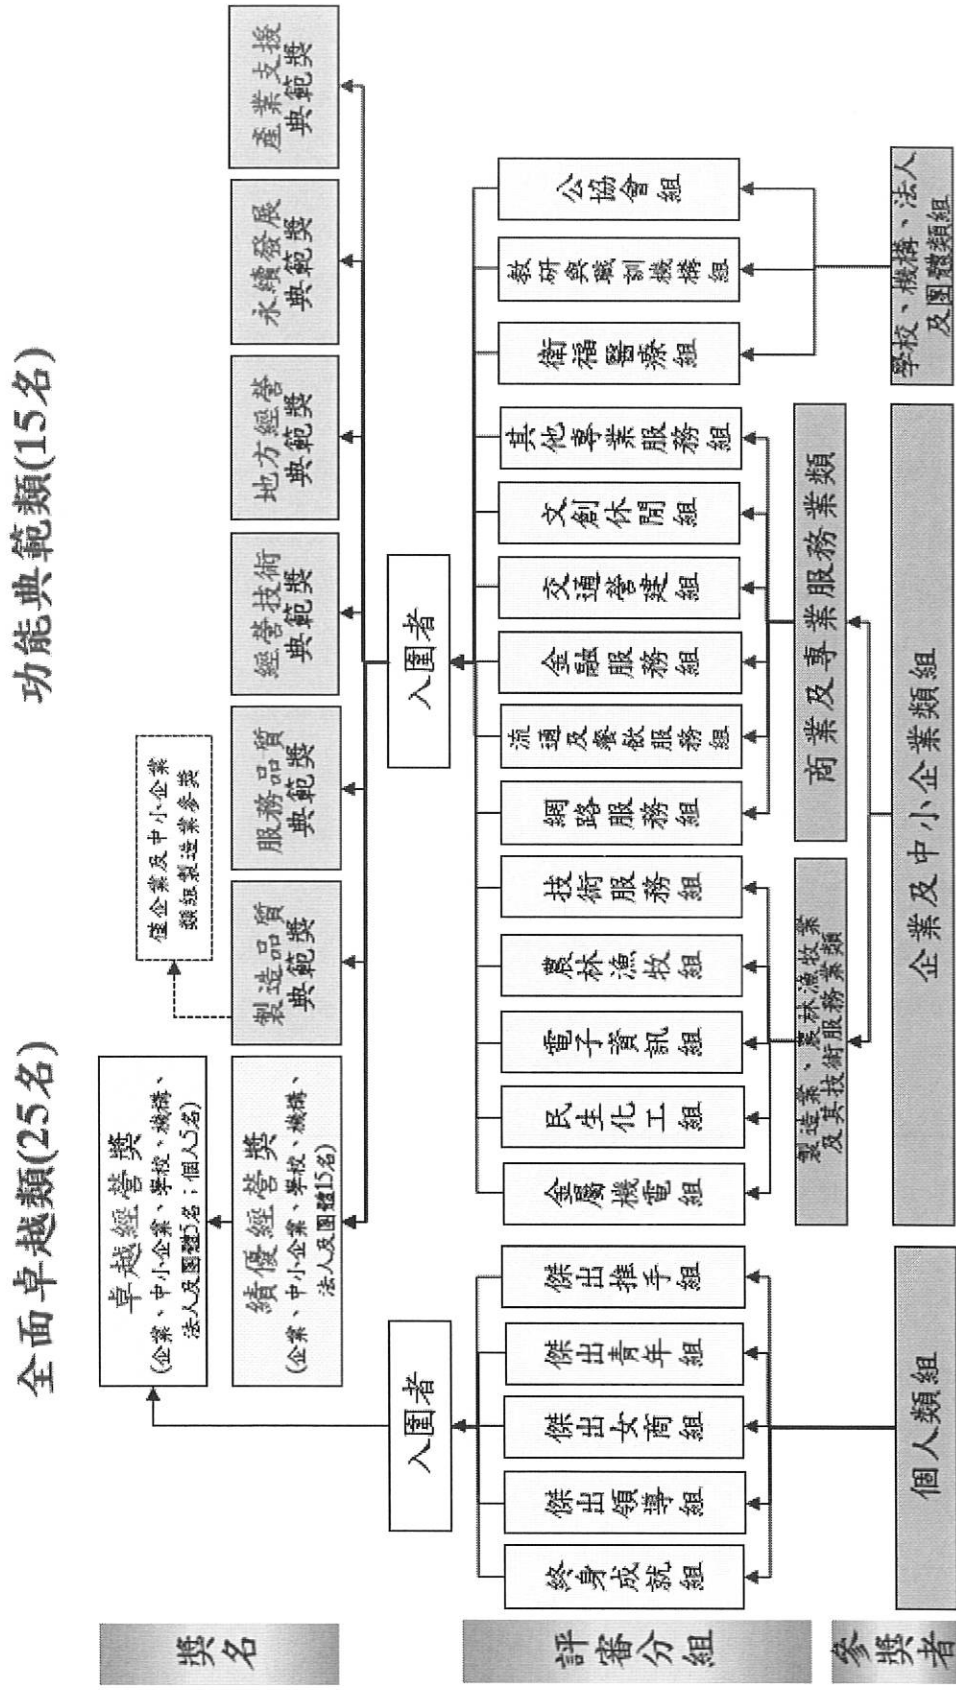 全面卓越類(25名)
功能典範類(15名)
獎名
卓越經營獎
(企業、中小企業、學校、機構、
法人及團體5名；個人5名)
僅企業及中小企業
類組製造業參獎
績優經營獎
(企業、中小企業、學校、機構、
法人及團體15名)
製造品質
典範獎
服務品質
典範獎
經營技術
典範獎
地方經營
典範獎
永續發展
典範獎
產業支援
典範獎
入圍者
入圍者
評審分組
終身成就組
傑出領導組
傑出女商組
傑出青年組
傑出推手組
金屬機電組
民生化工組
電子資訊組
農林漁牧組
技術服務組
網路服務組
流通及餐飲服務組
金融服務組
交通營建組
文創休閒組
其他專業服務組
衛福醫療組
教研與職訓機構組
公協會組
製造業、農林漁牧業
及其技術服務業類
商業及專業服務業類
參獎者
個人類組
企業及中小企業類組
學校、機構、法人
及團體類組